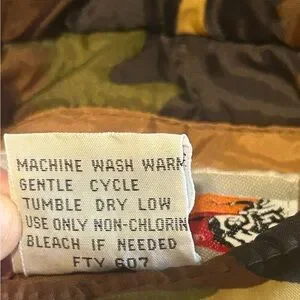 MACHINE WASH WARM
GENTLE CYCLE
TUMBLE DRY LOW
USE ONLY NON-CHLORIN
BLEACH IF NEEDED
FTY 607